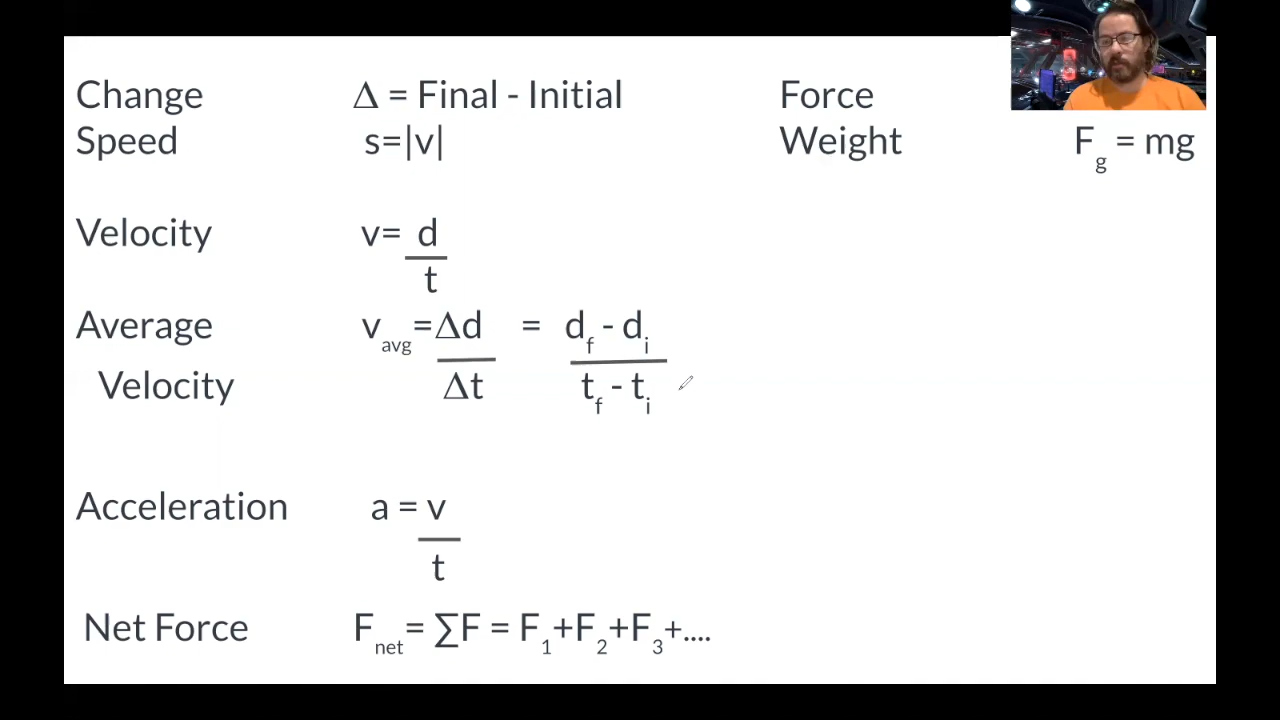 Change Δ = Final - Initial Force
Speed s=|v| Weight F_g = mg
Velocity v= d
t
Average v_avg =Δd = d_f - d_i
Velocity Δt t_f - t_i
Acceleration a = v
t
Net Force F_net= ∑F = F_1+F_2+F_3+....